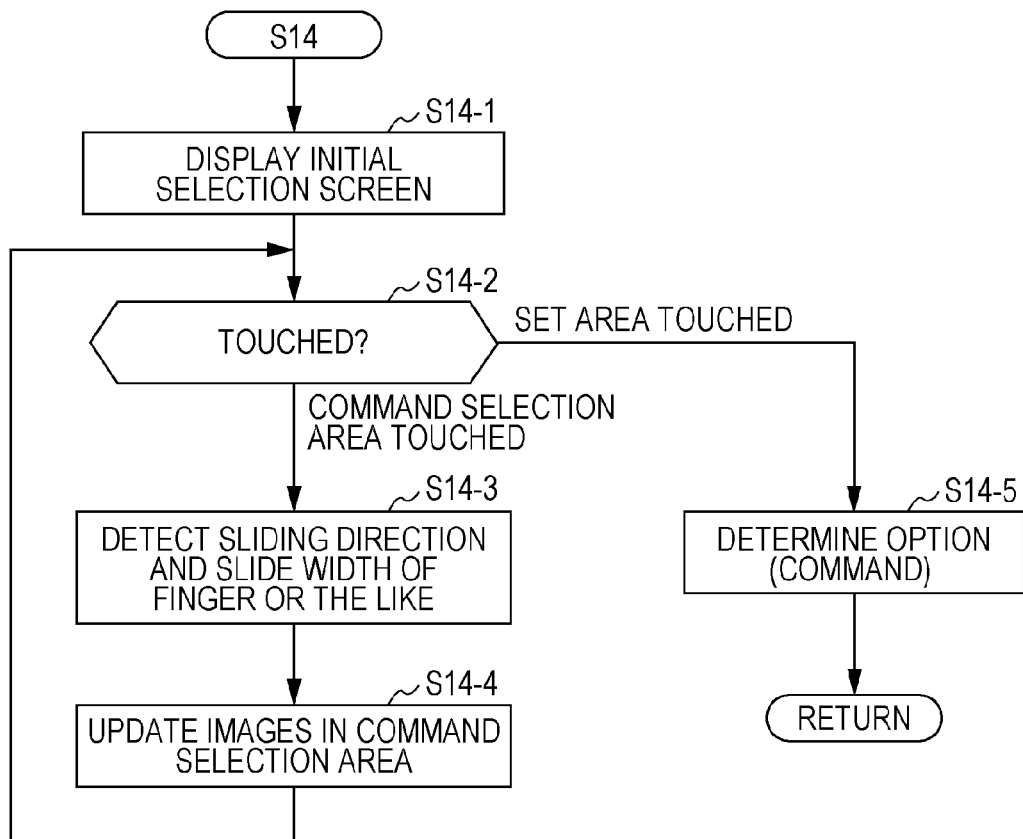 S14
S14-1
DISPLAY INITIAL
SELECTION SCREEN
S14-2
TOUCHED?
SET AREA TOUCHED
COMMAND SELECTION
AREA TOUCHED
S14-3
DETECT SLIDING DIRECTION
AND SLIDE WIDTH OF
FINGER OR THE LIKE
S14-4
UPDATE IMAGES IN COMMAND
SELECTION AREA
S14-5
DETERMINE OPTION
(COMMAND)
RETURN